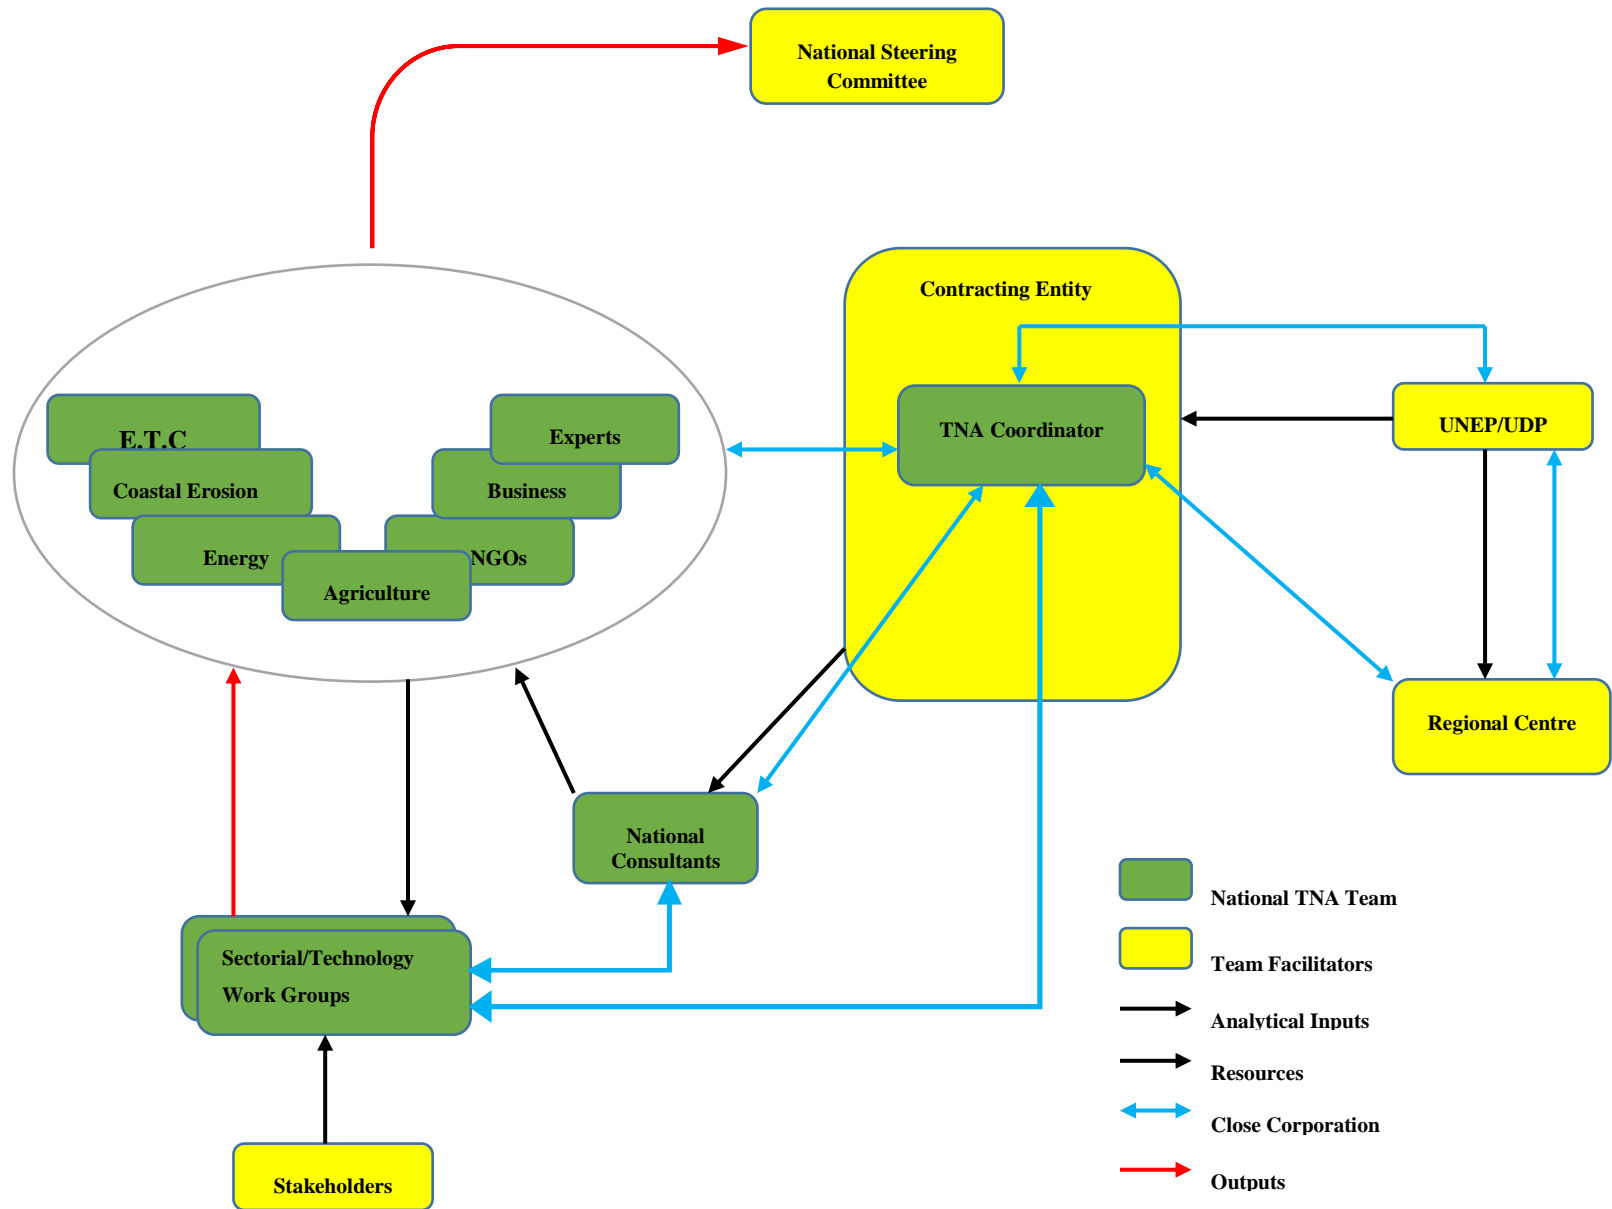 National Steering
Committee
Contracting Entity
E.T.C
Experts
TNA Coordinator
UNEP/UDP
Coastal Erosion
Business
Energy
NGOs
Agriculture
Regional Centre
National
Consultants
National TNA Team
Sectorial/Technology
Work Groups
Team Facilitators
Analytical Inputs
Resources
Close Corporation
Stakeholders
Outputs